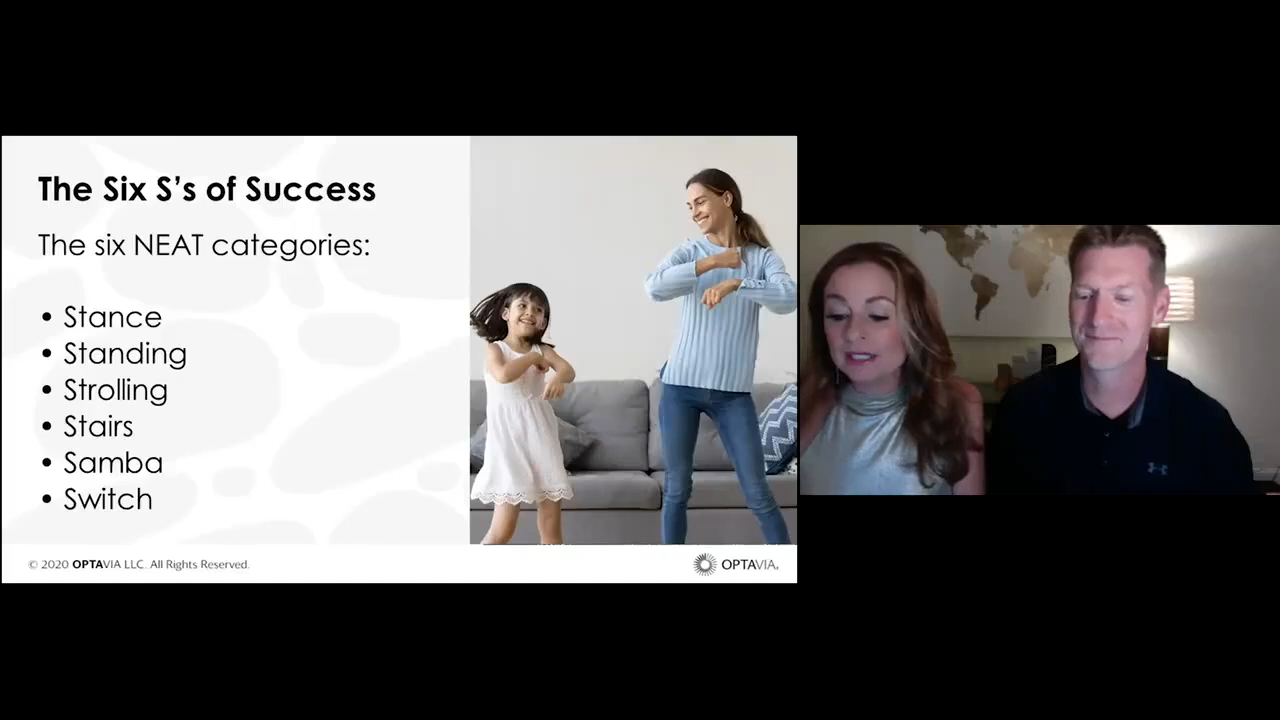 The Six S's of Success
The six NEAT categories:
• Stance
• Standing
• Strolling
• Stairs
• Samba
• Switch
© 2020 OPTAVIA LLC. All Rights Reserved.
OPTAVIA®